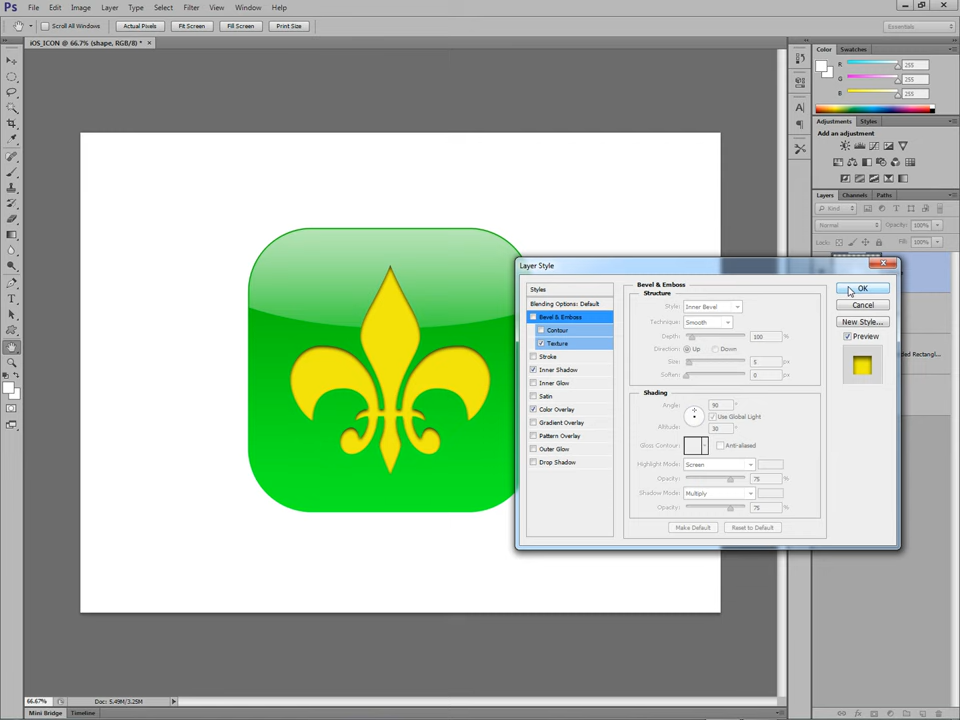 Ps File Edit Image Layer Type Select Filter View Window Help
Scroll All Windows Actual Pixels Fit Screen Fill Screen Print Size Essentials
iOS_ICON @ 66.7% (shape, RGB/8) * ×
Color Swatches
R 255
G 255
B 255
Adjustments Styles
Add an adjustment
Layers Channels Paths
Kind
Normal Opacity: 100%
Lock: Fill: 100%
Layer Style
Styles
Blending Options: Default
Bevel & Emboss
Contour
Texture
Stroke
Inner Shadow
Inner Glow
Satin
Color Overlay
Gradient Overlay
Pattern Overlay
Outer Glow
Drop Shadow
Bevel & Emboss
Structure
Style: Inner Bevel
Technique: Smooth
Depth: 100 %
Direction: Up Down
Size: 5 px
Soften: 0 px
Shading
Angle: 90 °
Use Global Light
Altitude: 30 °
Gloss Contour: Anti-aliased
Highlight Mode: Screen
Opacity: 75 %
Shadow Mode: Multiply
Opacity: 75 %
Make Default Reset to Default
OK
Cancel
New Style...
Preview
66.67% Doc: 5.49M/3.25M
Mini Bridge Timeline